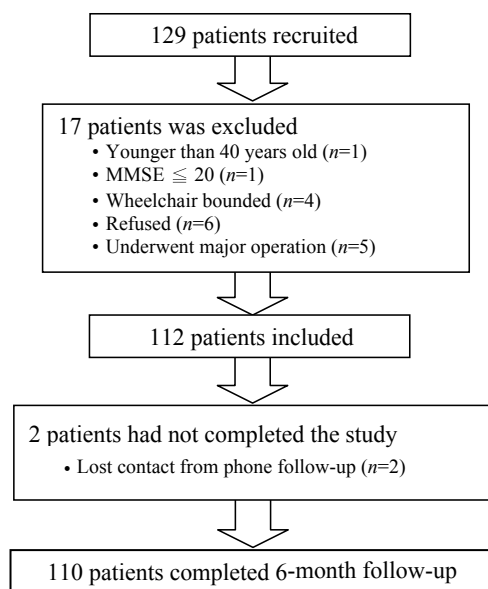 129 patients recruited
17 patients was excluded
• Younger than 40 years old (n=1)
• MMSE ≦ 20 (n=1)
• Wheelchair bounded (n=4)
• Refused (n=6)
• Underwent major operation (n=5)
112 patients included
2 patients had not completed the study
• Lost contact from phone follow-up (n=2)
110 patients completed 6-month follow-up